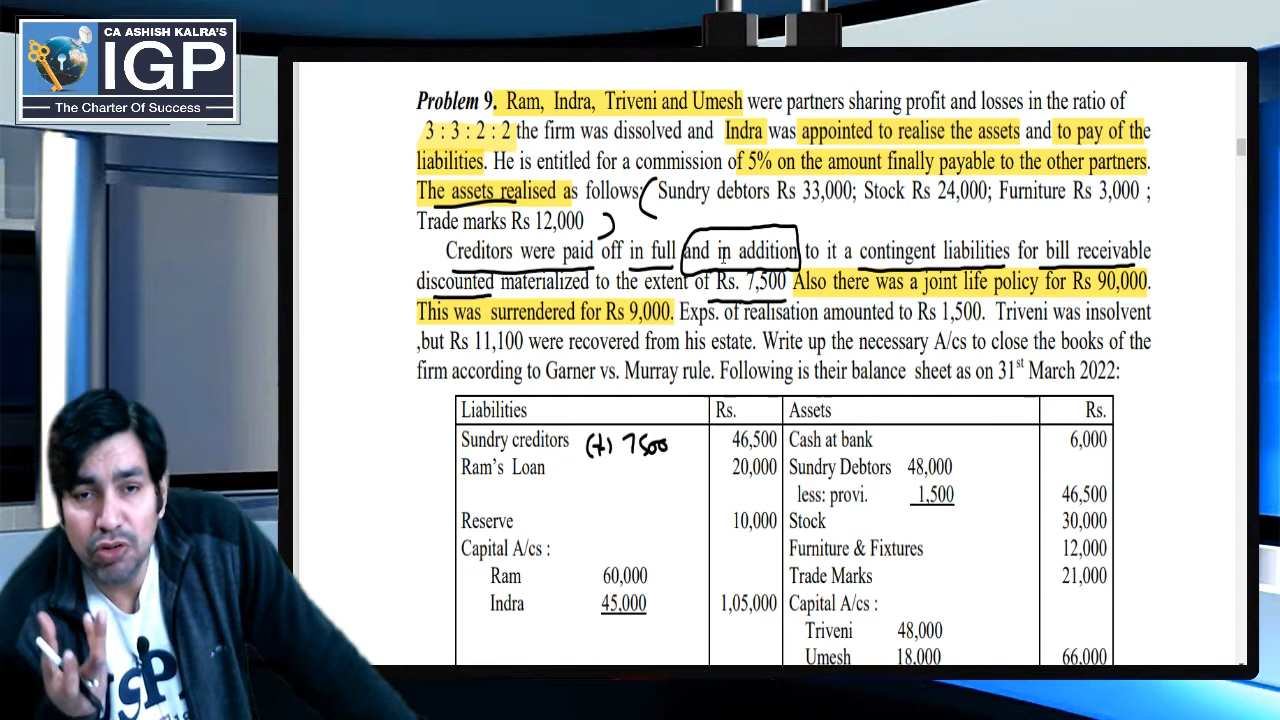 CA ASHISH KALRA'S
IGP
The Charter Of Success
Problem 9. Ram, Indra, Triveni and Umesh were partners sharing profit and losses in the ratio of
3 : 3 : 2 : 2 the firm was dissolved and Indra was appointed to realise the assets and to pay of the
liabilities. He is entitled for a commission of 5% on the amount finally payable to the other partners.
The assets realised as follows: Sundry debtors Rs 33,000; Stock Rs 24,000; Furniture Rs 3,000 ;
Trade marks Rs 12,000
Creditors were paid off in full and in addition to it a contingent liabilities for bill receivable
discounted materialized to the extent of Rs. 7,500 Also there was a joint life policy for Rs 90,000.
This was surrendered for Rs 9,000. Exps. of realisation amounted to Rs 1,500. Triveni was insolvent
,but Rs 11,100 were recovered from his estate. Write up the necessary A/cs to close the books of the
firm according to Garner vs. Murray rule. Following is their balance sheet as on 31st March 2022:
Liabilities Rs. Assets Rs.
Sundry creditors (+) 7500 46,500 Cash at bank 6,000
Ram's Loan 20,000 Sundry Debtors 48,000
less: provi. 1,500 46,500
Reserve 10,000 Stock 30,000
Capital A/cs : Furniture & Fixtures 12,000
Ram 60,000 Trade Marks 21,000
Indra 45,000 1,05,000 Capital A/cs :
Triveni 48,000
Umesh 18,000 66,000